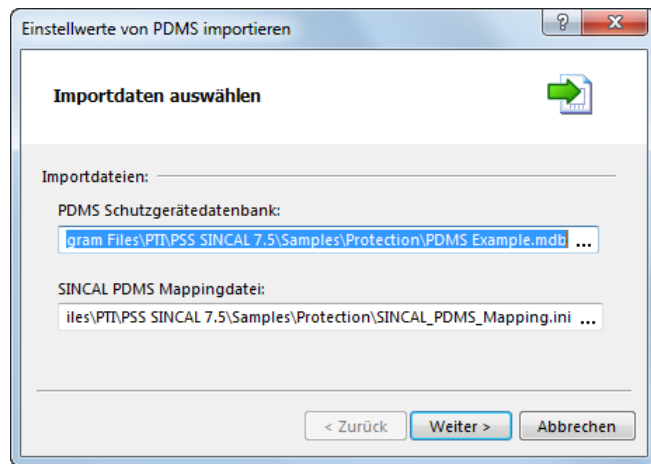 Einstellwerte von PDMS importieren
Importdaten auswählen
Importdateien:
PDMS Schutzgerätedatenbank:
gram Files\PTI\PSS SINCAL 7.5\Samples\Protection\PDMS Example.mdb ...
SINCAL PDMS Mappingdatei:
iles\PTI\PSS SINCAL 7.5\Samples\Protection\SINCAL_PDMS_Mapping.ini ...
< Zurück Weiter > Abbrechen